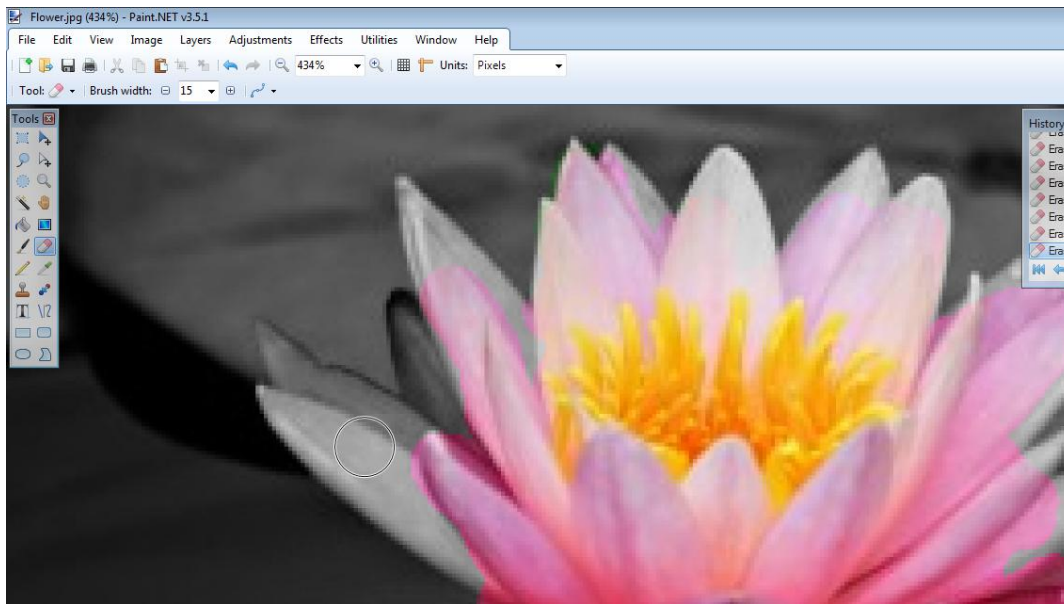 Flower.jpg (434%) - Paint.NET v3.5.1
File Edit View Image Layers Adjustments Effects Utilities Window Help
434% Units: Pixels
Tool: Brush width: 15
Tools
History
Era
Era
Era
Era
Era
Era
Era